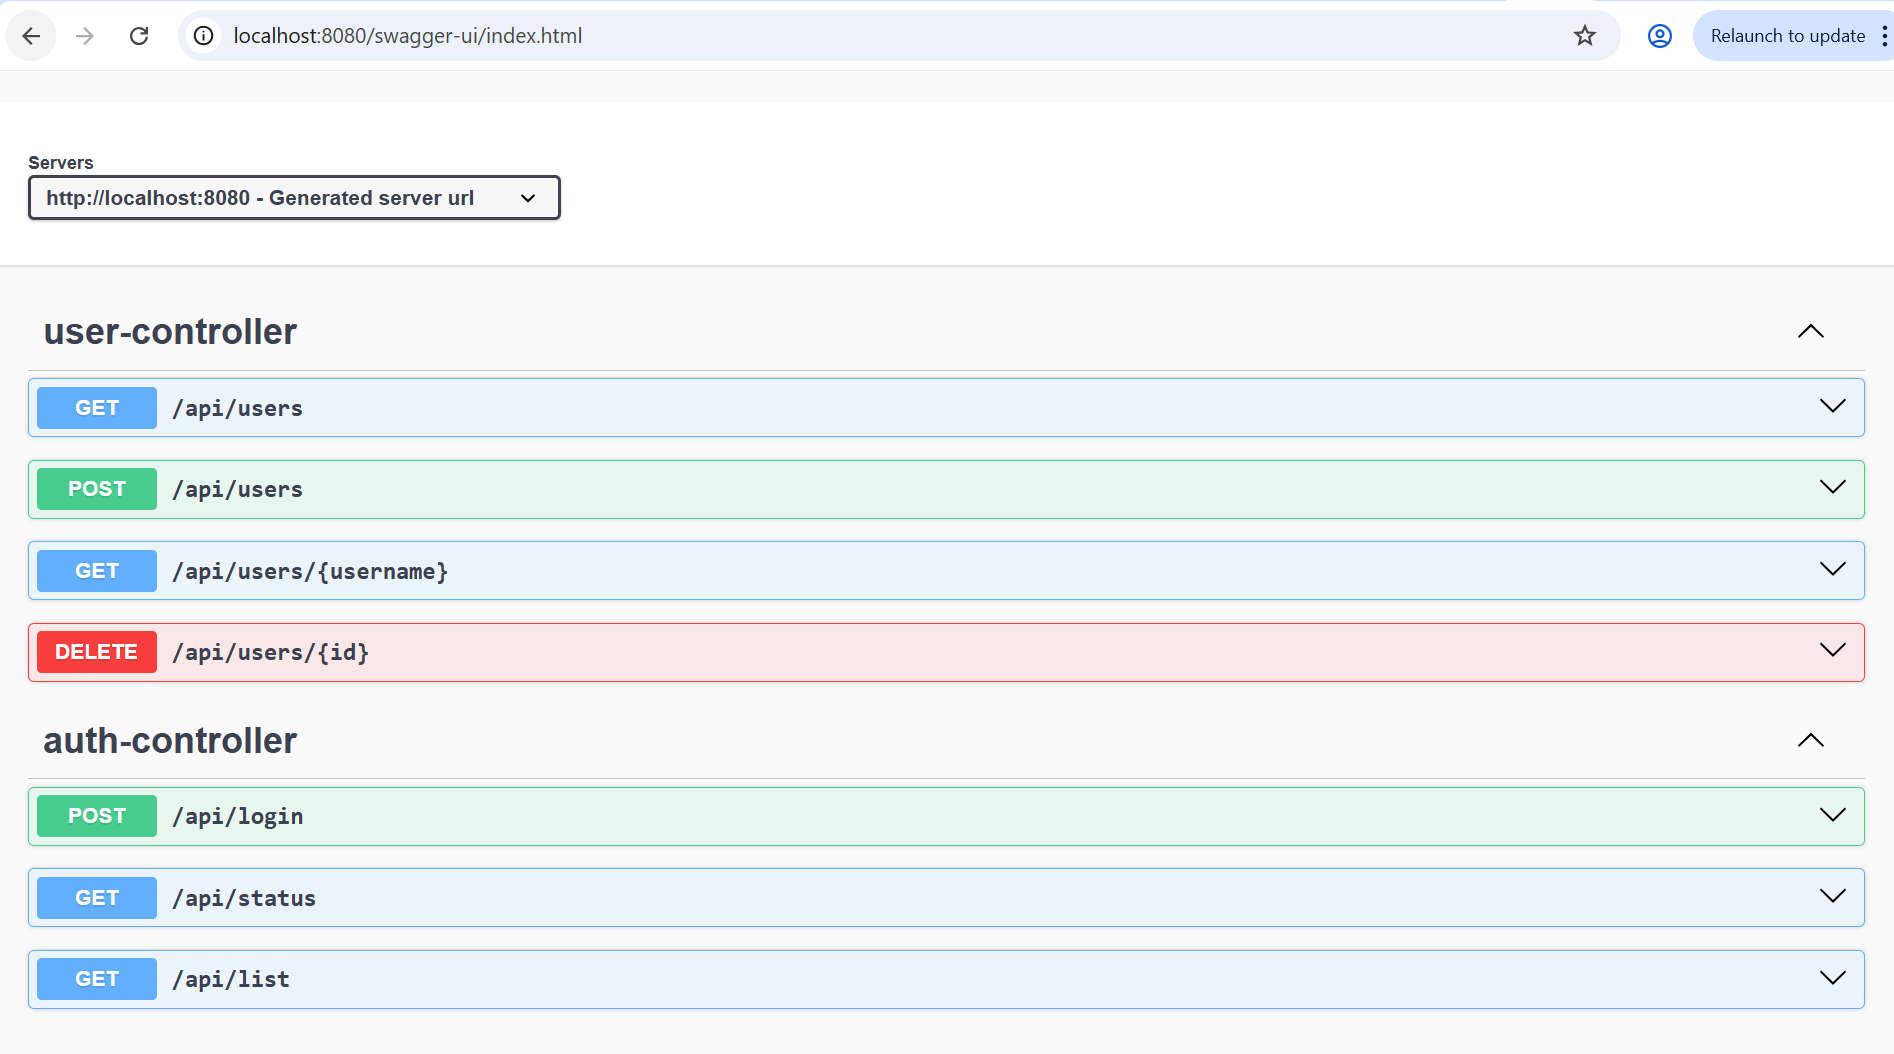 localhost:8080/swagger-ui/index.html
Relaunch to update
Servers
http://localhost:8080 - Generated server url
user-controller
GET /api/users
POST /api/users
GET /api/users/{username}
DELETE /api/users/{id}
auth-controller
POST /api/login
GET /api/status
GET /api/list